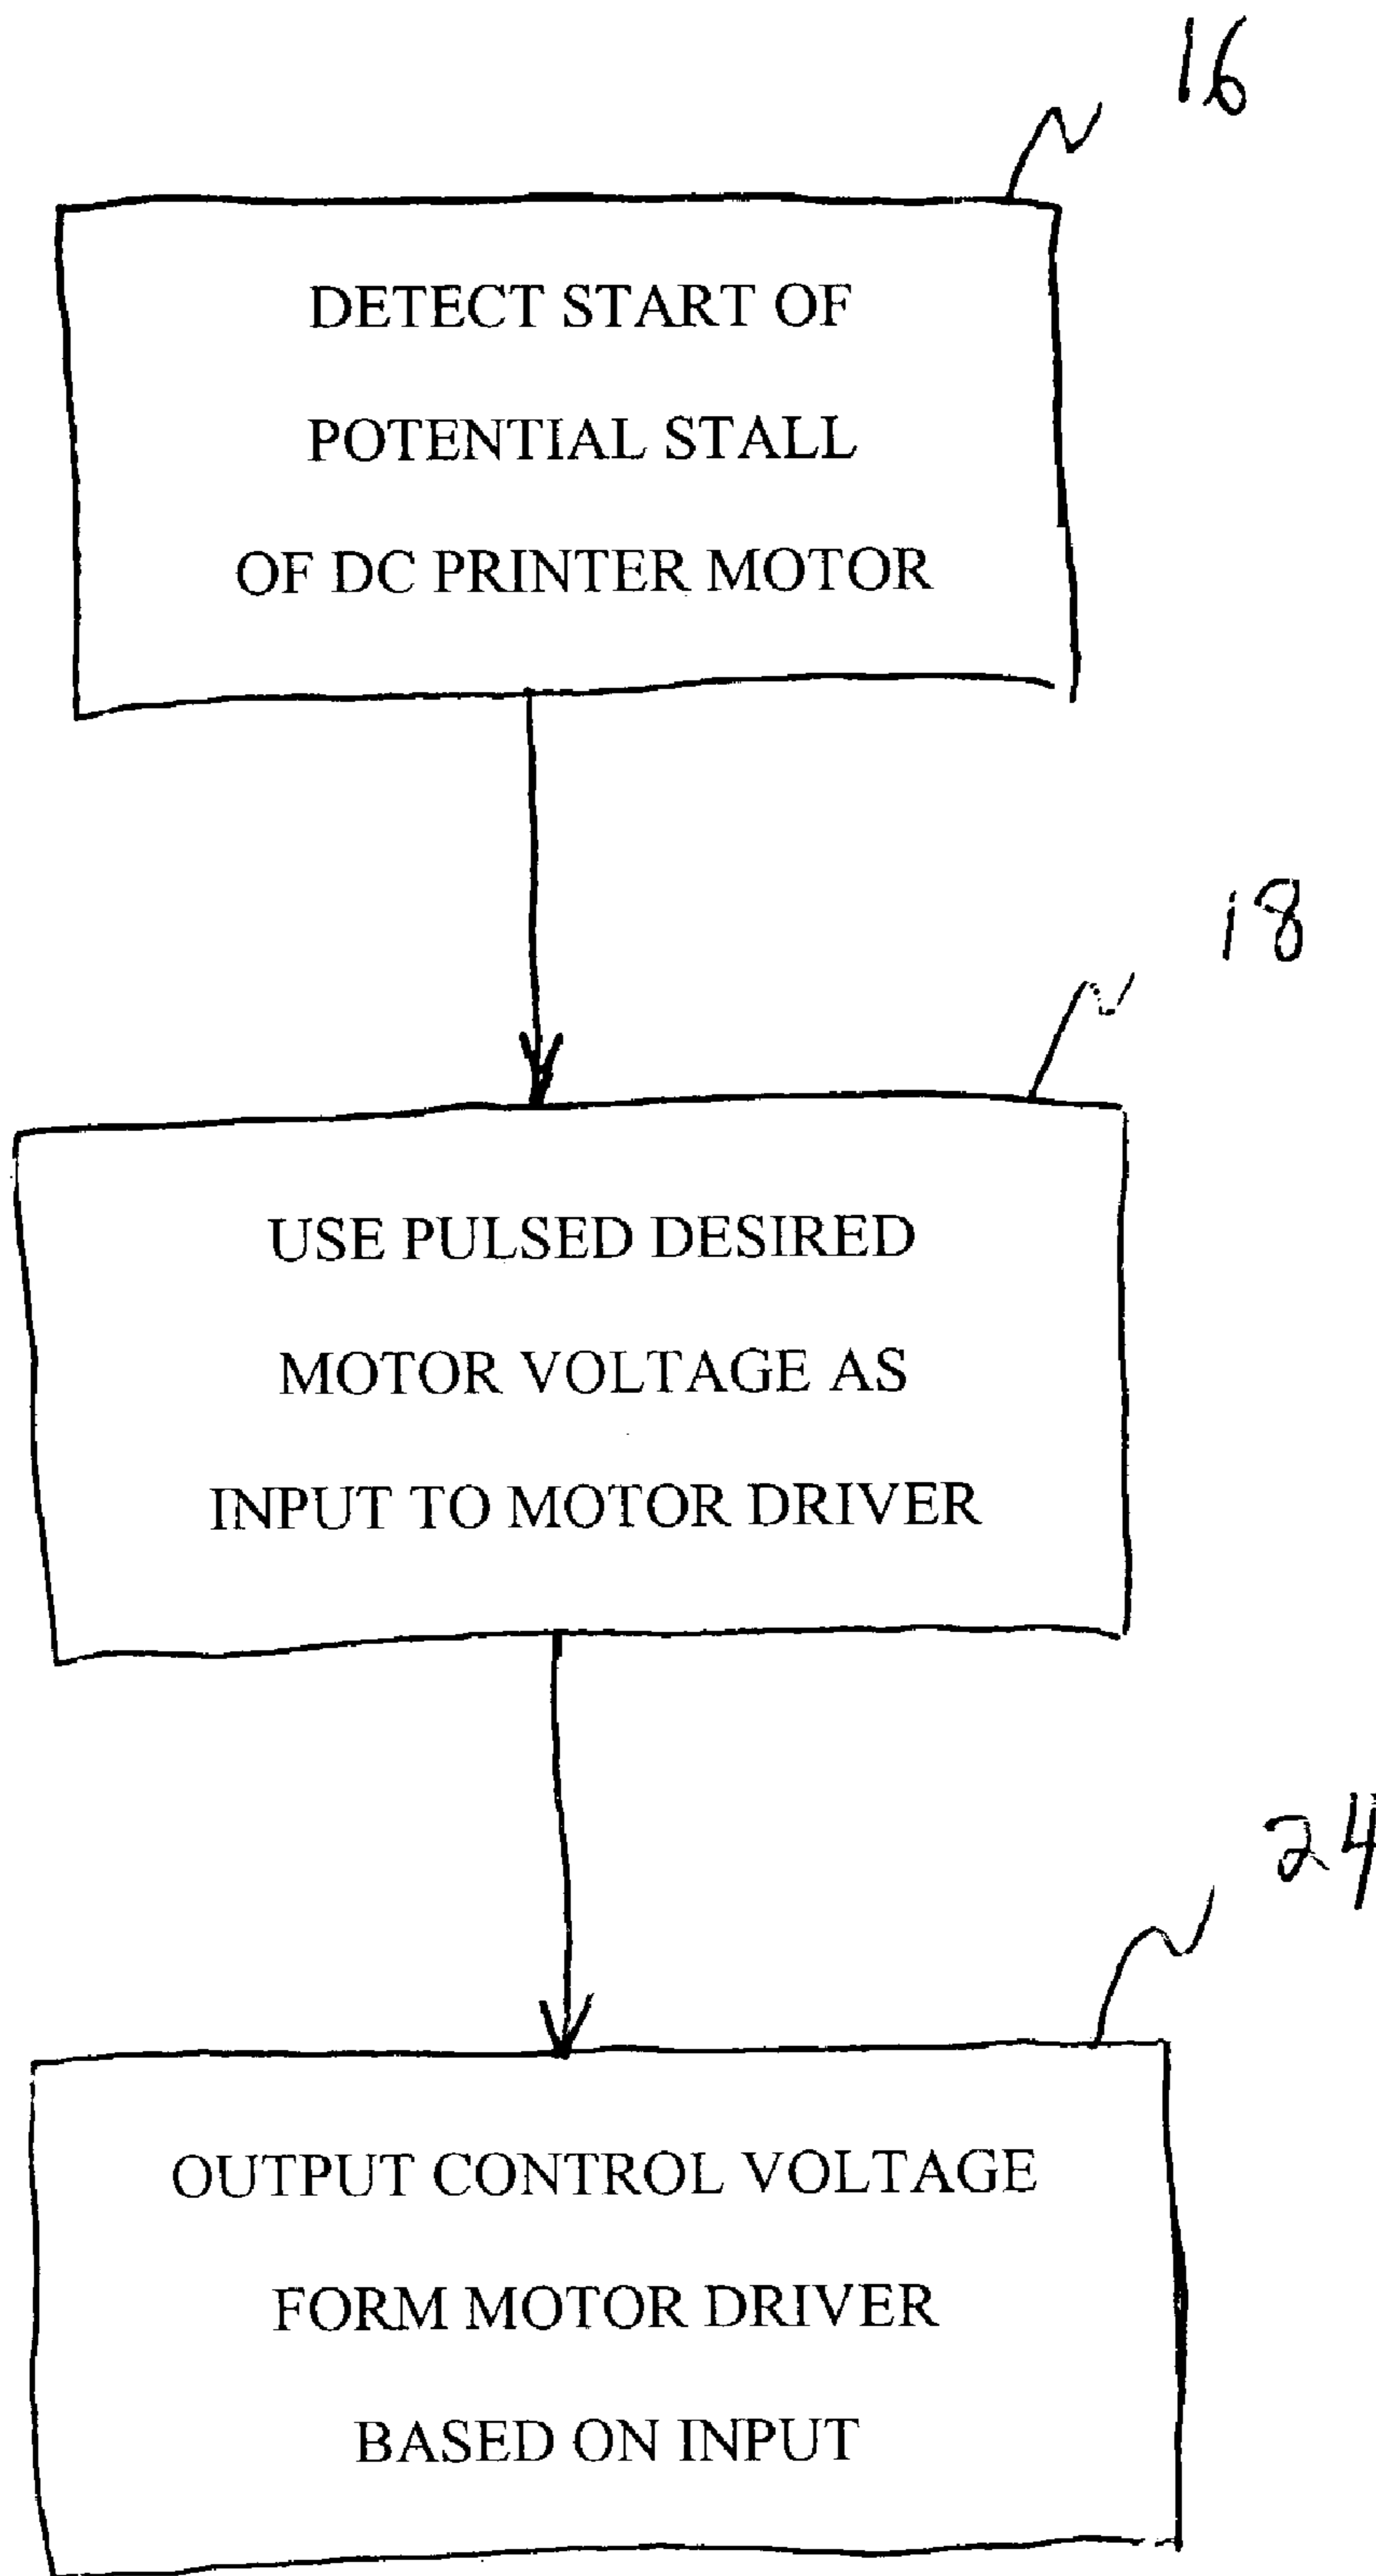 16
DETECT START OF
POTENTIAL STALL
OF DC PRINTER MOTOR
18
USE PULSED DESIRED
MOTOR VOLTAGE AS
INPUT TO MOTOR DRIVER
24
OUTPUT CONTROL VOLTAGE
FORM MOTOR DRIVER
BASED ON INPUT